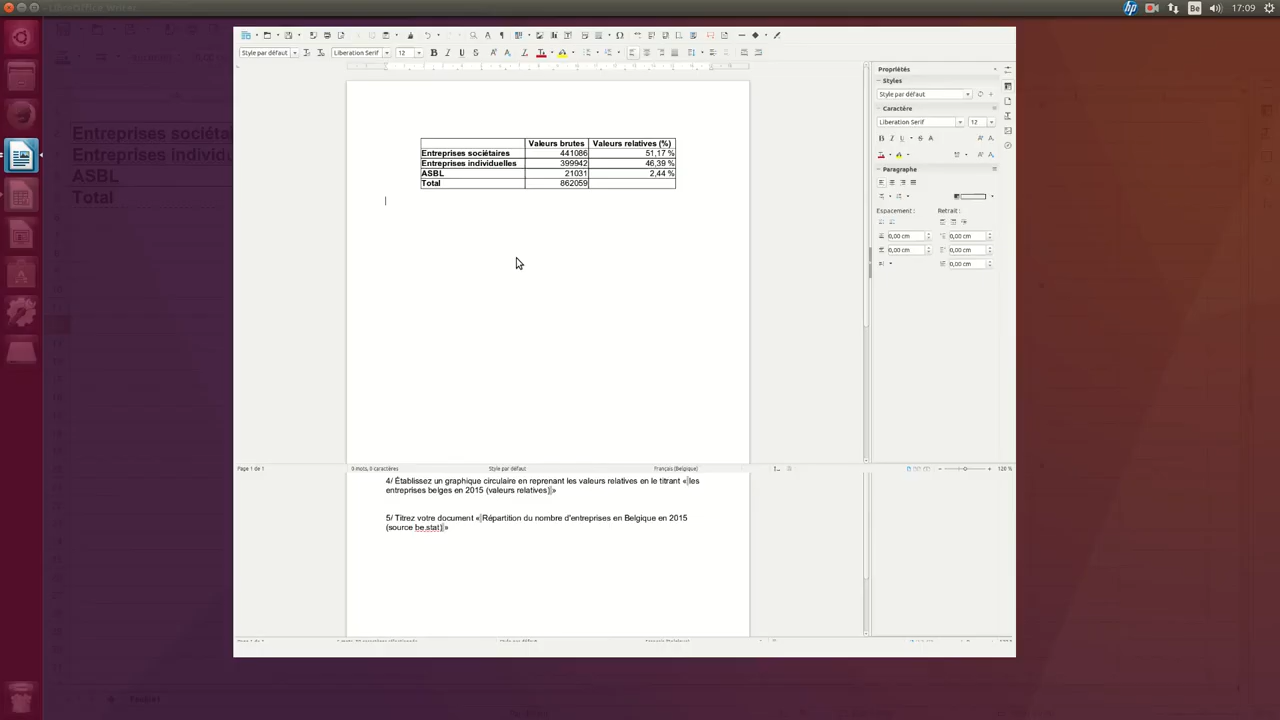 LibreOffice Writer
Be
17:09
Style par défaut
Liberation Serif
12
Propriétés
Styles
Style par défaut
Caractère
Liberation Serif
12
Paragraphe
Espacement :
Retrait :
0,00 cm
0,00 cm
0,00 cm
0,00 cm
0,00 cm
Valeurs brutes
Valeurs relatives (%)
Entreprises sociétaires
441086
51,17 %
Entreprises individuelles
399942
46,39 %
ASBL
21031
2,44 %
Total
862059
Entreprises sociéta
Entreprises individu
ASBL
Total
Page 1 de 1
0 mots, 0 caractères
Style par défaut
Français (Belgique)
120 %
4/ Établissez un graphique circulaire en reprenant les valeurs relatives en le titrant « les
entreprises belges en 2015 (valeurs relatives) »
5/ Titrez votre document « Répartition du nombre d'entreprises en Belgique en 2015
(source be.stat) »